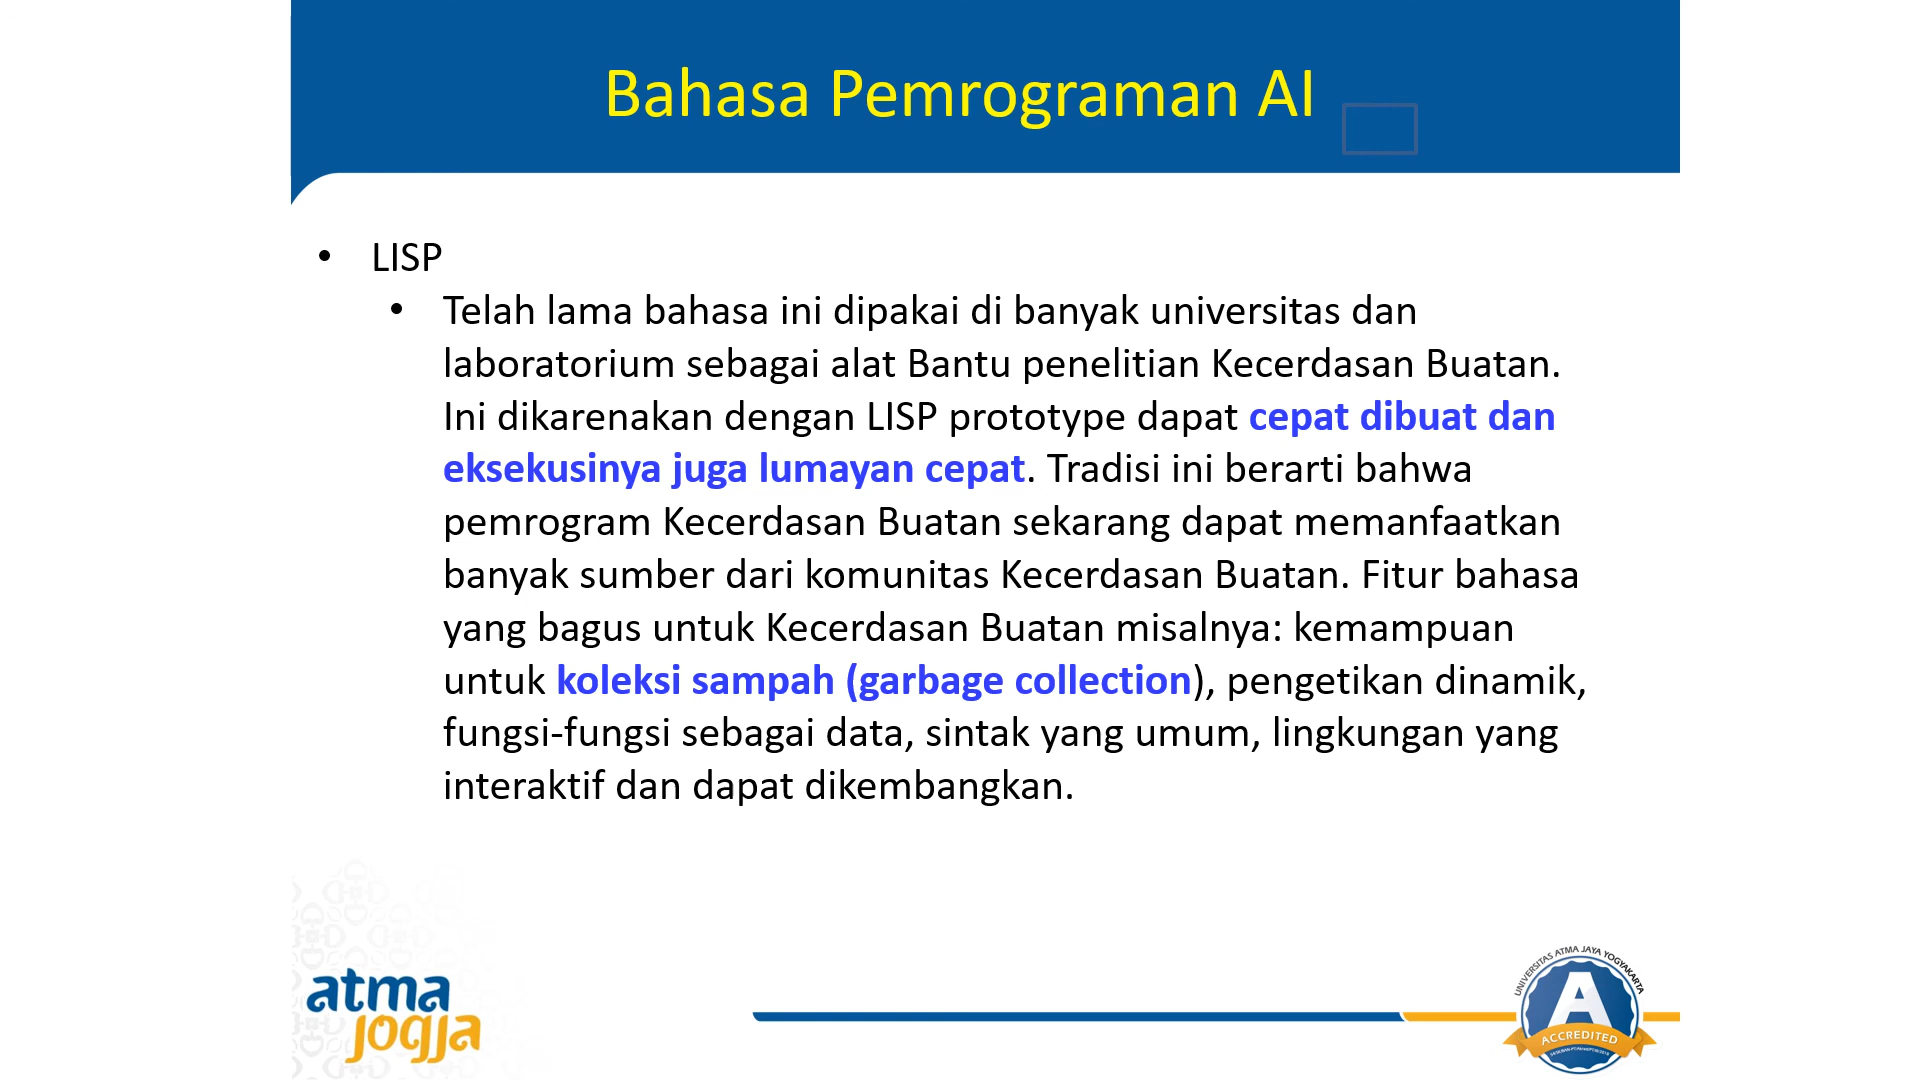 Bahasa Pemrograman AI
• LISP
• Telah lama bahasa ini dipakai di banyak universitas dan
laboratorium sebagai alat Bantu penelitian Kecerdasan Buatan.
Ini dikarenakan dengan LISP prototype dapat cepat dibuat dan
eksekusinya juga lumayan cepat. Tradisi ini berarti bahwa
pemrogram Kecerdasan Buatan sekarang dapat memanfaatkan
banyak sumber dari komunitas Kecerdasan Buatan. Fitur bahasa
yang bagus untuk Kecerdasan Buatan misalnya: kemampuan
untuk koleksi sampah (garbage collection), pengetikan dinamik,
fungsi-fungsi sebagai data, sintak yang umum, lingkungan yang
interaktif dan dapat dikembangkan.
atma
jogja
UNIVERSITAS ATMA JAYA YOGYAKARTA
A
ACCREDITED